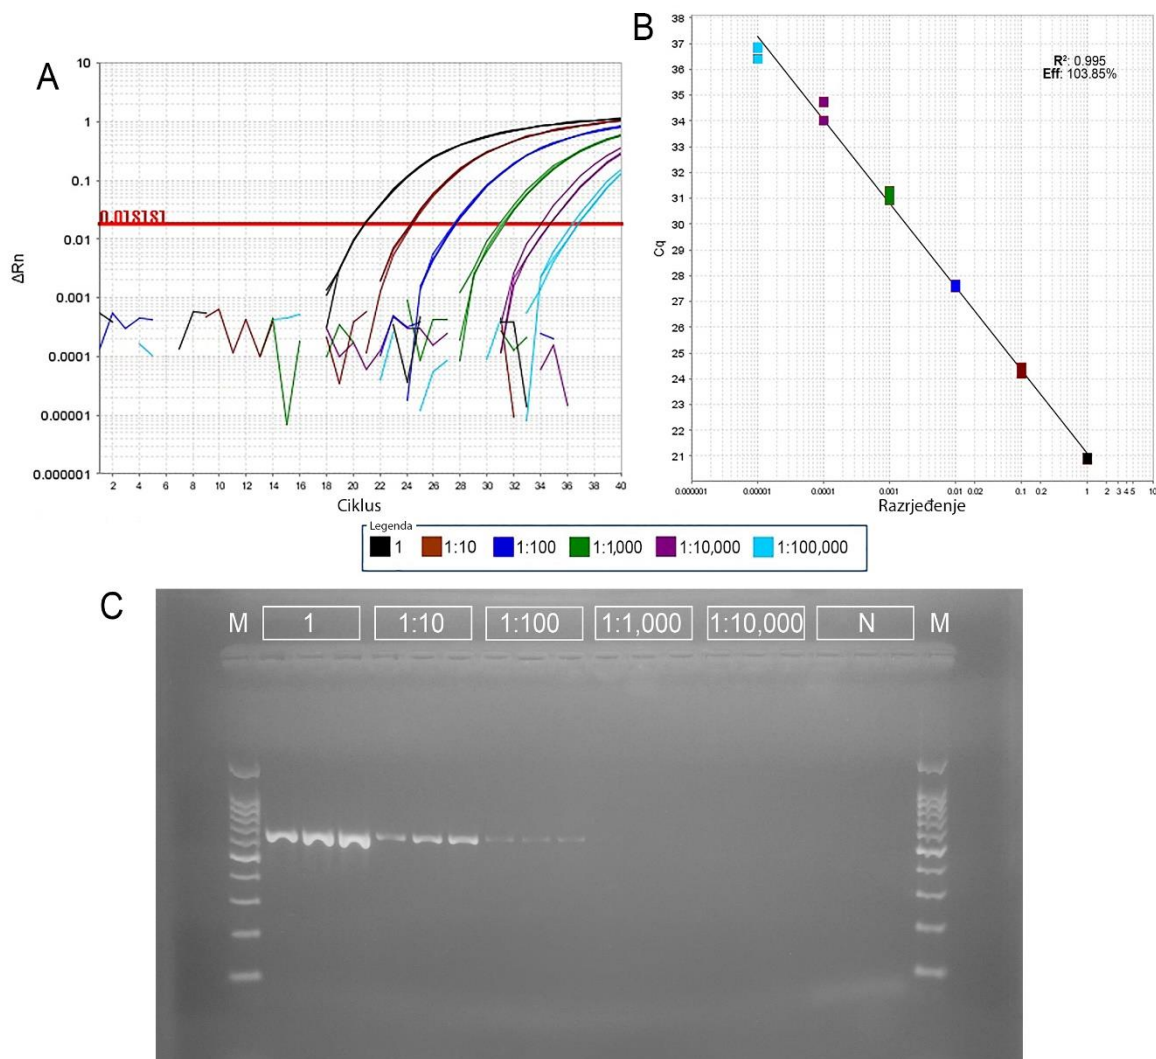 A
10
1
0.1
0.01
0.001
0.0001
0.00001
0.000001
0.018181
ΔRn
2 4 6 8 10 12 14 16 18 20 22 24 26 28 30 32 34 36 38 40
Ciklus
B
38
37
36
35
34
33
32
31
30
29
28
27
26
25
24
23
22
21
Cq
R²: 0.995
Eff: 103.85%
0.000001 0.00001 0.0001 0.001 0.01 0.02 0.1 0.2 1 2 3 4 5 10
Razrjeđenje
Legenda
1 1:10 1:100 1:1,000 1:10,000 1:100,000
C
M 1 1:10 1:100 1:1,000 1:10,000 N M